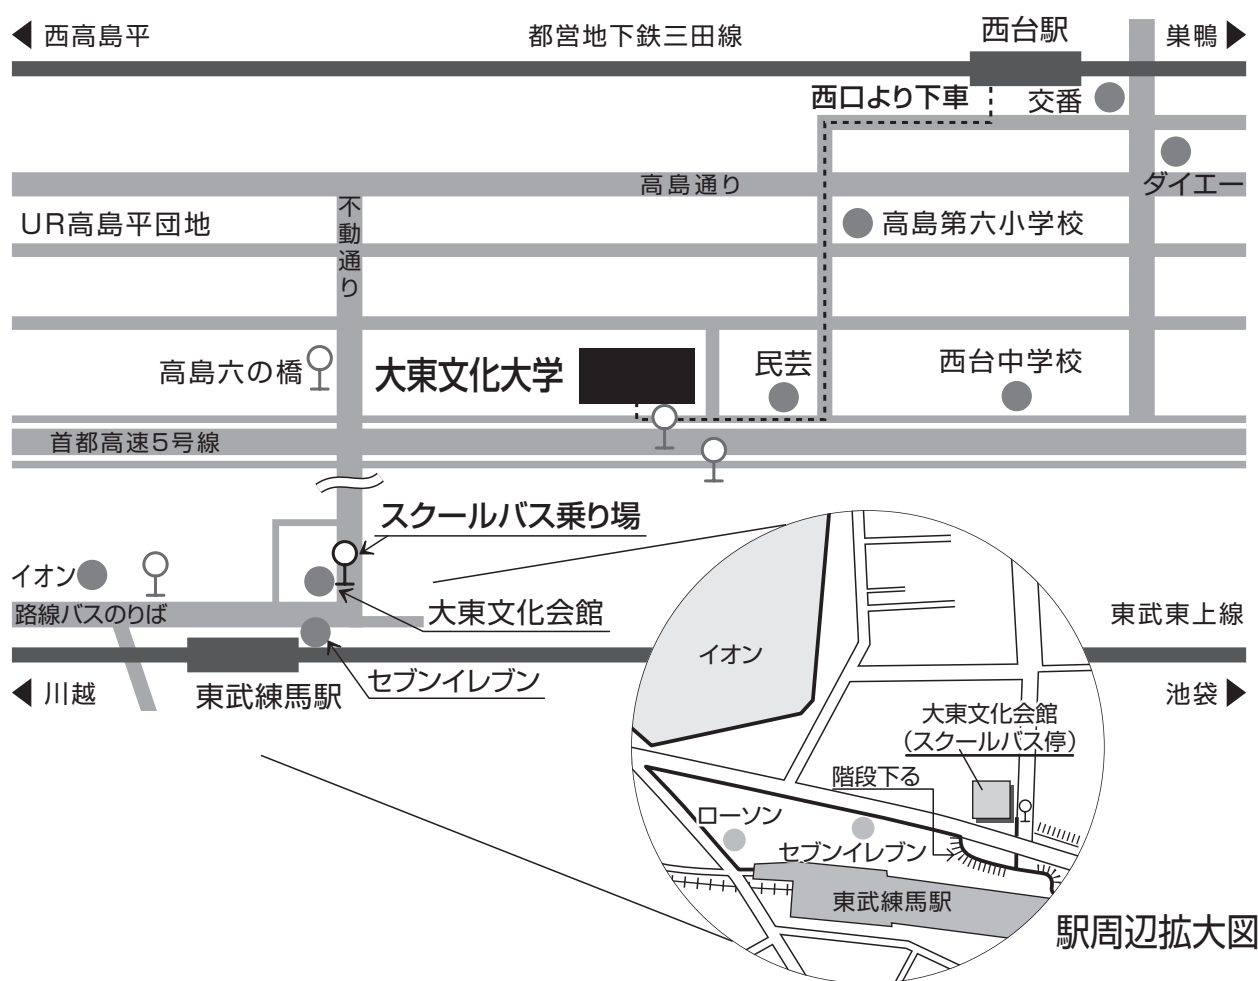 西高島平
都営地下鉄三田線
西台駅
巣鴨
西口より下車
交番
高島通り
ダイエー
UR高島平団地
不動通り
高島第六小学校
高島六の橋
大東文化大学
民芸
西台中学校
首都高速5号線
スクールバス乗り場
イオン
路線バスのりば
大東文化会館
東武東上線
セブンイレブン
川越
東武練馬駅
池袋
イオン
大東文化会館
(スクールバス停)
階段下る
ローソン
セブンイレブン
東武練馬駅
駅周辺拡大図